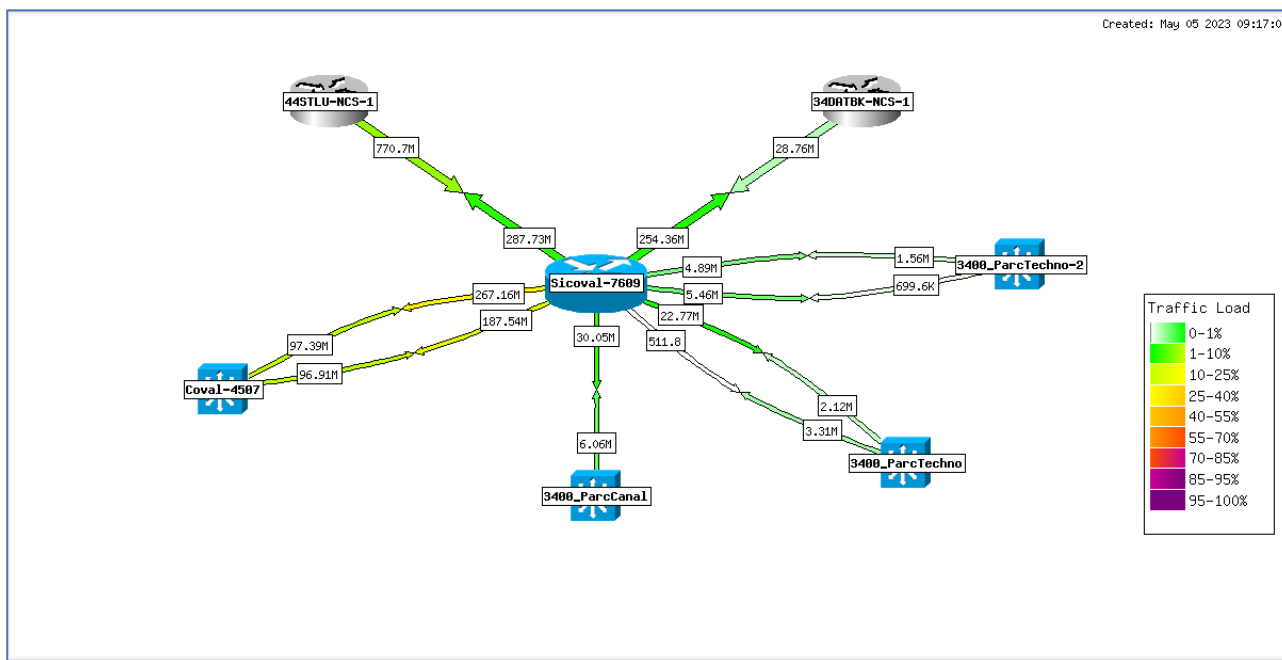 Created: May 05 2023 09:17:0
44STLU-NCS-1
34DATBK-NCS-1
770.7M
28.76M
287.73M
254.36M
4.89M
1.56M
3400_ParcTechno-2
Sicoval-7609
5.46M
699.6K
267.16M
22.77M
187.54M
30.05M
511.8
97.39M
96.91M
Coval-4507
2.12M
3.31M
6.06M
3400_ParcTechno
3400_ParcCanal
Traffic Load
0-1%
1-10%
10-25%
25-40%
40-55%
55-70%
70-85%
85-95%
95-100%